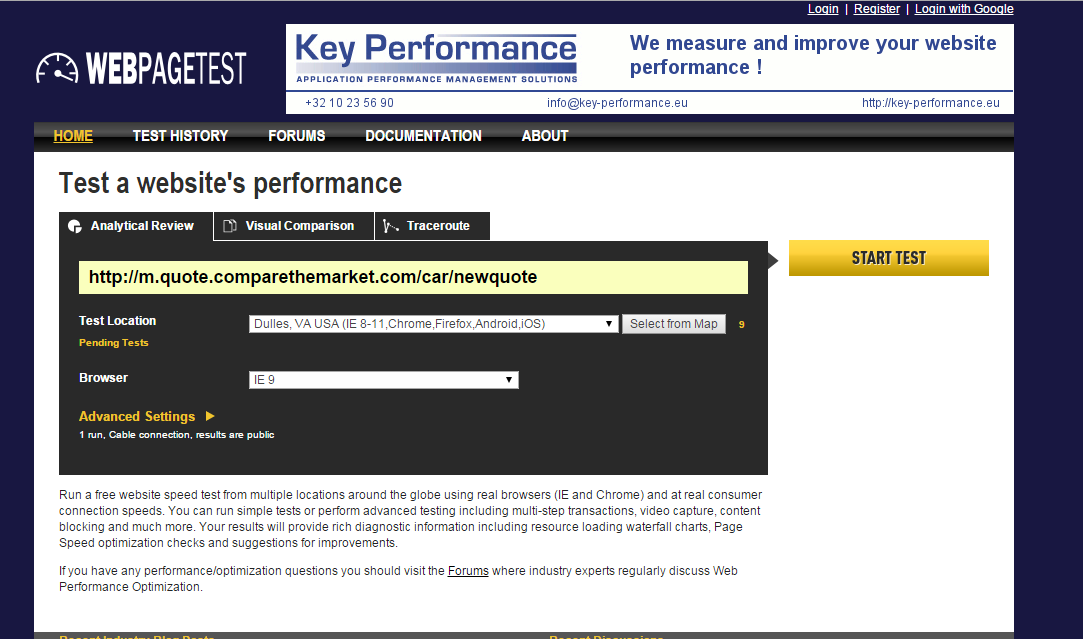 Login | Register | Login with Google
WEBPAGETEST
Key Performance
APPLICATION PERFORMANCE MANAGEMENT SOLUTIONS
We measure and improve your website
performance !
+32 10 23 56 90 info@key-performance.eu http://key-performance.eu
HOME TEST HISTORY FORUMS DOCUMENTATION ABOUT
Test a website's performance
Analytical Review Visual Comparison Traceroute
http://m.quote.comparethemarket.com/car/newquote
START TEST
Test Location Dulles, VA USA (IE 8-11,Chrome,Firefox,Android,iOS) Select from Map 9
Pending Tests
Browser IE 9
Advanced Settings
1 run, Cable connection, results are public
Run a free website speed test from multiple locations around the globe using real browsers (IE and Chrome) and at real consumer
connection speeds. You can run simple tests or perform advanced testing including multi-step transactions, video capture, content
blocking and much more. Your results will provide rich diagnostic information including resource loading waterfall charts, Page
Speed optimization checks and suggestions for improvements.
If you have any performance/optimization questions you should visit the Forums where industry experts regularly discuss Web
Performance Optimization.
Recent Industry Blog Posts Recent Discussions